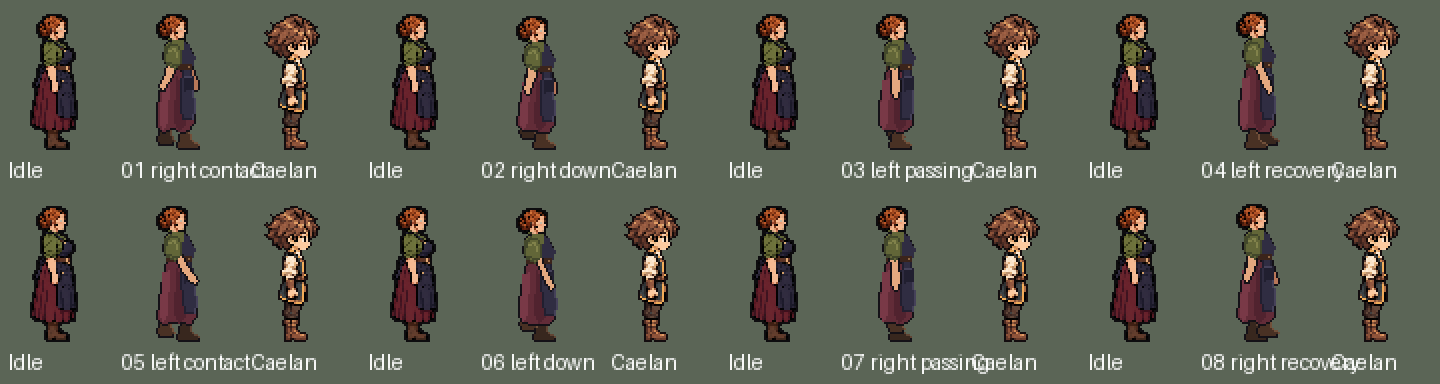 Idle 01 right contact Caelan Idle 02 right down Caelan Idle 03 left passing Caelan Idle 04 left recovery Caelan
Idle 05 left contact Caelan Idle 06 left down Caelan Idle 07 right passing Caelan Idle 08 right recovery Caelan